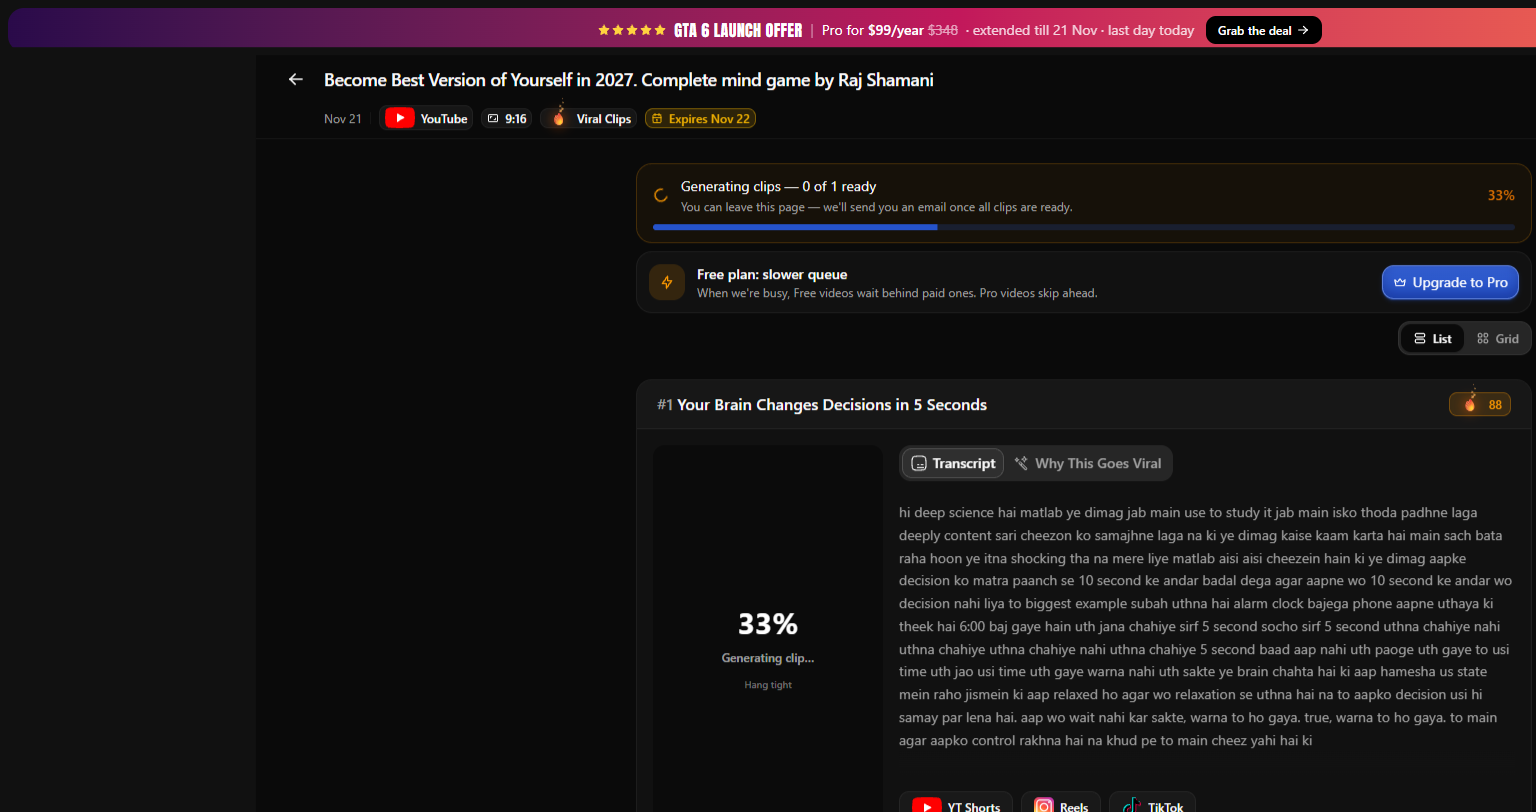 GTA 6 LAUNCH OFFER | Pro for $99/year $348 · extended till 21 Nov · last day today Grab the deal →
← Become Best Version of Yourself in 2027. Complete mind game by Raj Shamani
Nov 21 YouTube 9:16 Viral Clips Expires Nov 22
Generating clips — 0 of 1 ready
33%
You can leave this page — we'll send you an email once all clips are ready.
Free plan: slower queue
When we're busy, Free videos wait behind paid ones. Pro videos skip ahead.
Upgrade to Pro
List Grid
#1 Your Brain Changes Decisions in 5 Seconds
88
Transcript Why This Goes Viral
hi deep science hai matlab ye dimag jab main use to study it jab main isko thoda padhne laga
deeply content sari cheezon ko samajhne laga na ki ye dimag kaise kaam karta hai main sach bata
raha hoon ye itna shocking tha na mere liye matlab aisi aisi cheezein hain ki ye dimag aapke
decision ko matra paanch se 10 second ke andar badal dega agar aapne wo 10 second ke andar wo
decision nahi liya to biggest example subah uthna hai alarm clock bajega phone aapne uthaya ki
theek hai 6:00 baj gaye hain uth jana chahiye sirf 5 second socho sirf 5 second uthna chahiye nahi
uthna chahiye uthna chahiye nahi uthna chahiye 5 second baad aap nahi uth paoge uth gaye to usi
time uth jao usi time uth gaye warna nahi uth sakte ye brain chahta hai ki aap hamesha us state
mein raho jismein ki aap relaxed ho agar wo relaxation se uthna hai na to aapko decision usi hi
samay par lena hai. aap wo wait nahi kar sakte, warna to ho gaya. true, warna to ho gaya. to main
agar aapko control rakhna hai na khud pe to main cheez yahi hai ki
33%
Generating clip...
Hang tight
YT Shorts Reels TikTok